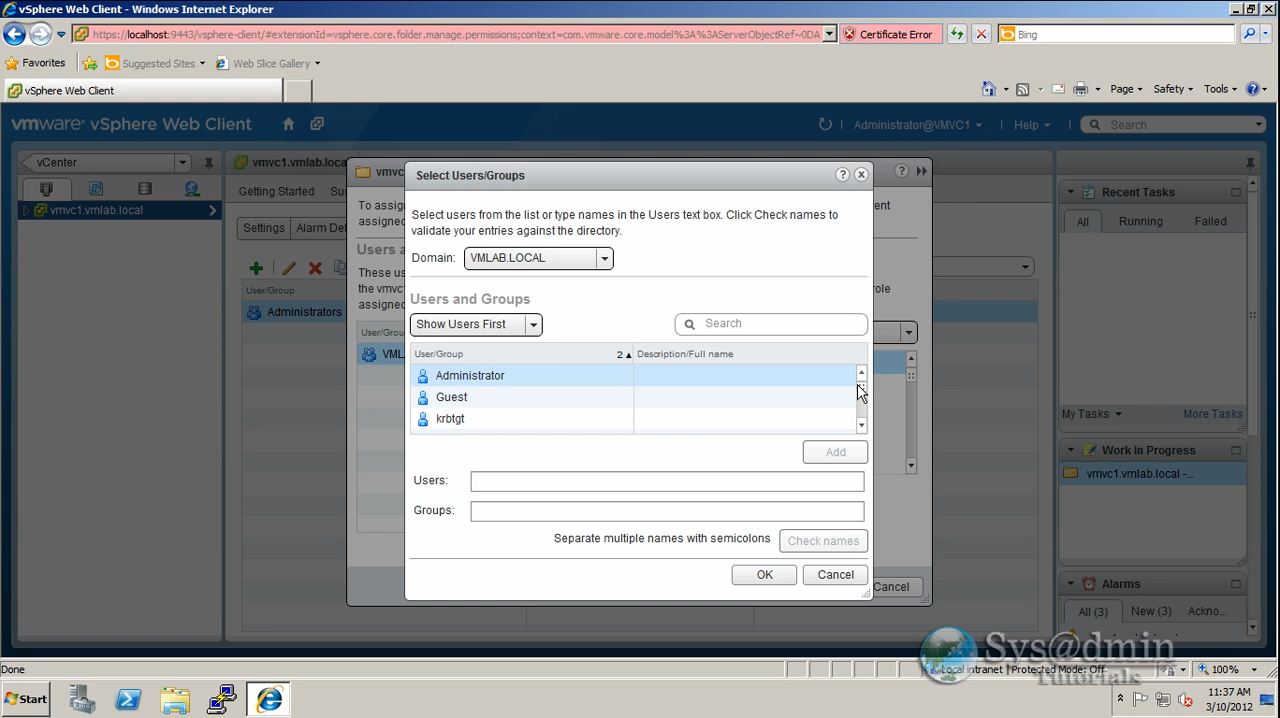 vSphere Web Client - Windows Internet Explorer
https://localhost:9443/vsphere-client/#extensionId=vsphere.core.folder.manage.permissions;context=com.vmware.core.model%3A%3AServerObjectRef~0DA
Certificate Error
Bing
Favorites
Suggested Sites
Web Slice Gallery
vSphere Web Client
Page
Safety
Tools
vmware vSphere Web Client
Administrator@VMVC1
Help
Search
vCenter
vmvc1.vmlab.loca
vmvc
Select Users/Groups
Recent Tasks
Getting Started
Su
To assig
ent
assigne
Select users from the list or type names in the Users text box. Click Check names to
validate your entries against the directory.
All
Running
Failed
vmvc1.vmlab.local
Settings
Alarm Def
Users a
Domain:
VMLAB.LOCAL
These us
the vmvc
ole
assigned
Users and Groups
User/Group
Administrators
Show Users First
Search
User/Grou
User/Group
2
Description/Full name
VML
Administrator
Guest
krbtgt
My Tasks
More Tasks
Add
Work In Progress
vmvc1.vmlab.local -...
Users:
Groups:
Separate multiple names with semicolons
Check names
OK
Cancel
Cancel
Alarms
All (3)
New (3)
Ackno...
Sys@dmin
Tutorials
Done
Local intranet | Protected Mode: Off
100%
Start
11:37 AM
3/10/2012